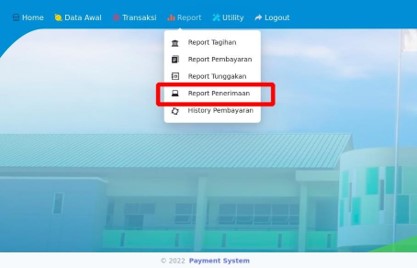 Home Data Awal Transaksi Report Utility Logout
Report Tagihan
Report Pembayaran
Report Tunggakan
Report Penerimaan
History Pembayaran
© 2022 Payment System